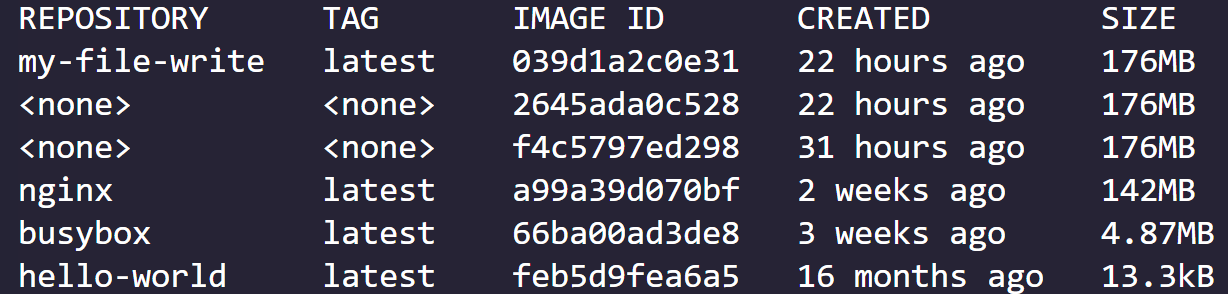 REPOSITORY TAG IMAGE ID CREATED SIZE
my-file-write latest 039d1a2c0e31 22 hours ago 176MB
<none> <none> 2645ada0c528 22 hours ago 176MB
<none> <none> f4c5797ed298 31 hours ago 176MB
nginx latest a99a39d070bf 2 weeks ago 142MB
busybox latest 66ba00ad3de8 3 weeks ago 4.87MB
hello-world latest feb5d9fea6a5 16 months ago 13.3kB